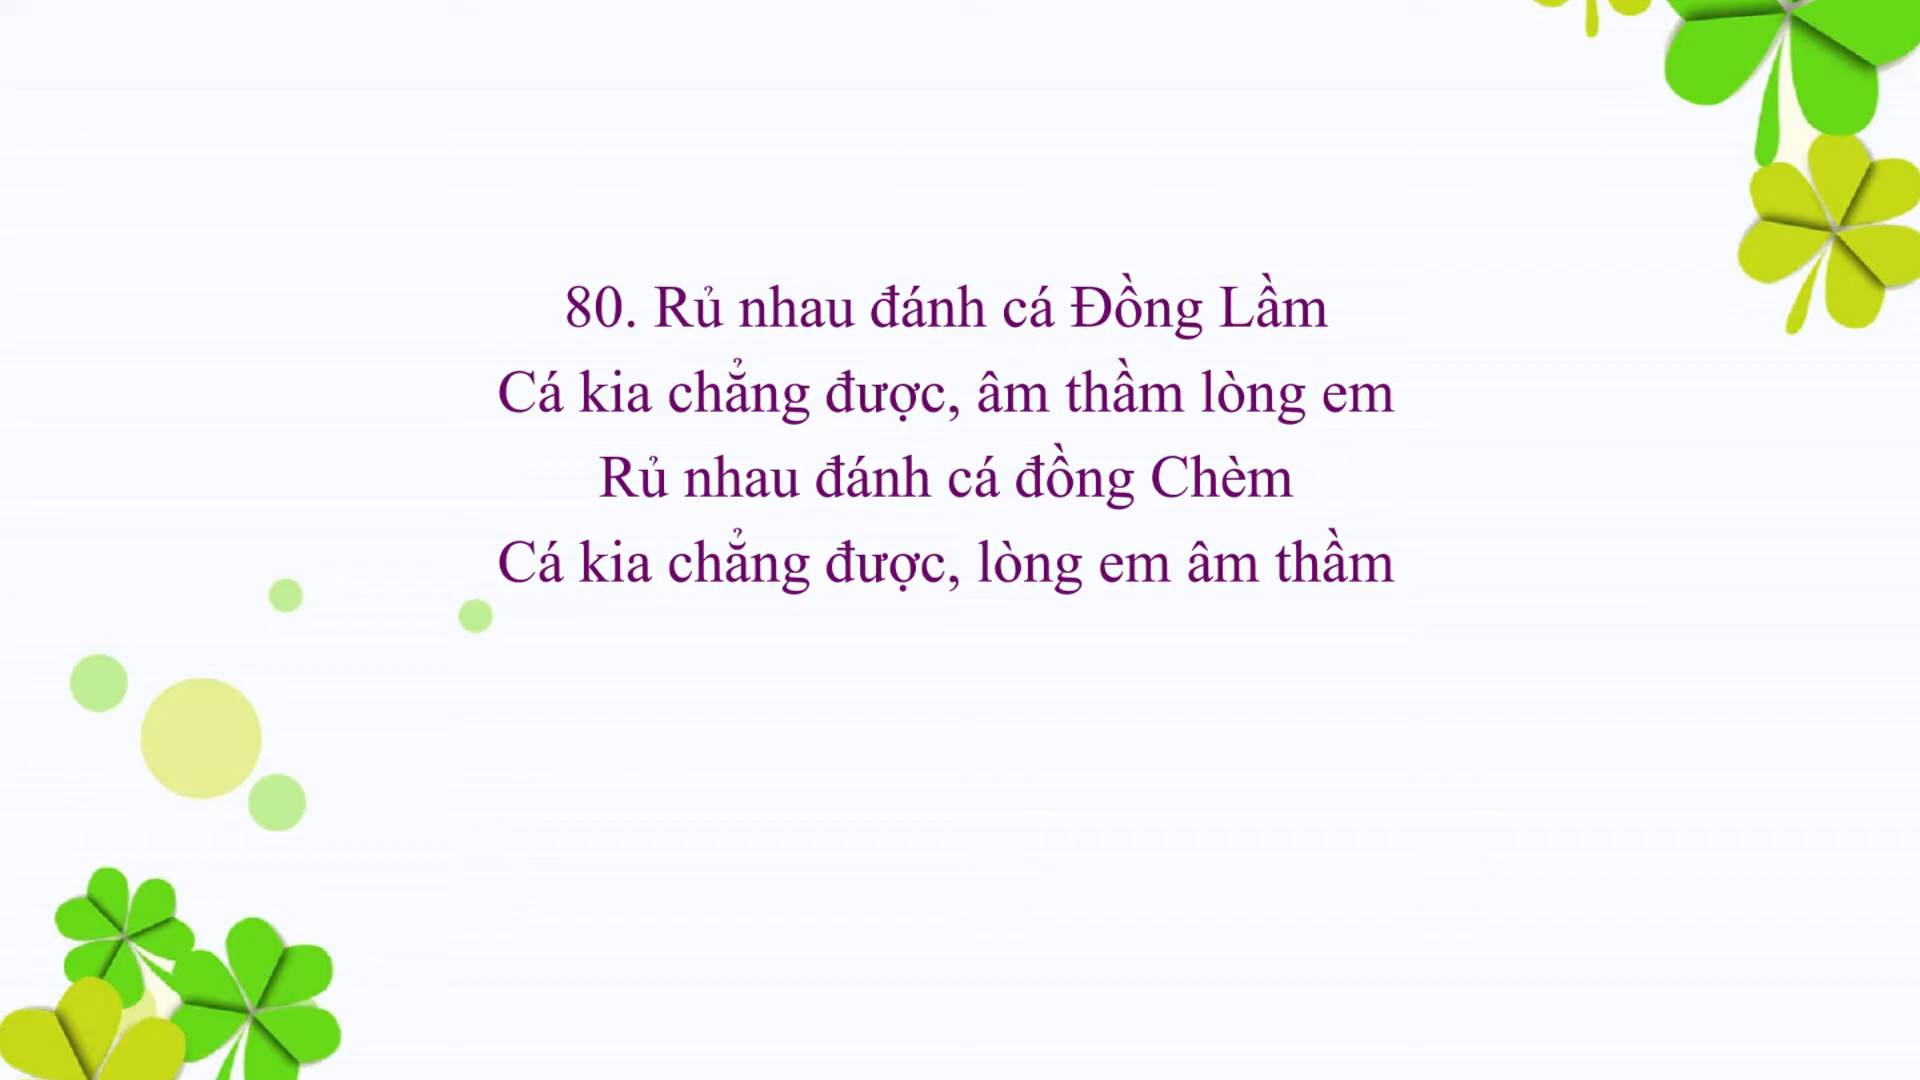 80. Rủ nhau đánh cá Đồng Lầm
Cá kia chẳng được, âm thầm lòng em
Rủ nhau đánh cá đồng Chèm
Cá kia chẳng được, lòng em âm thầm